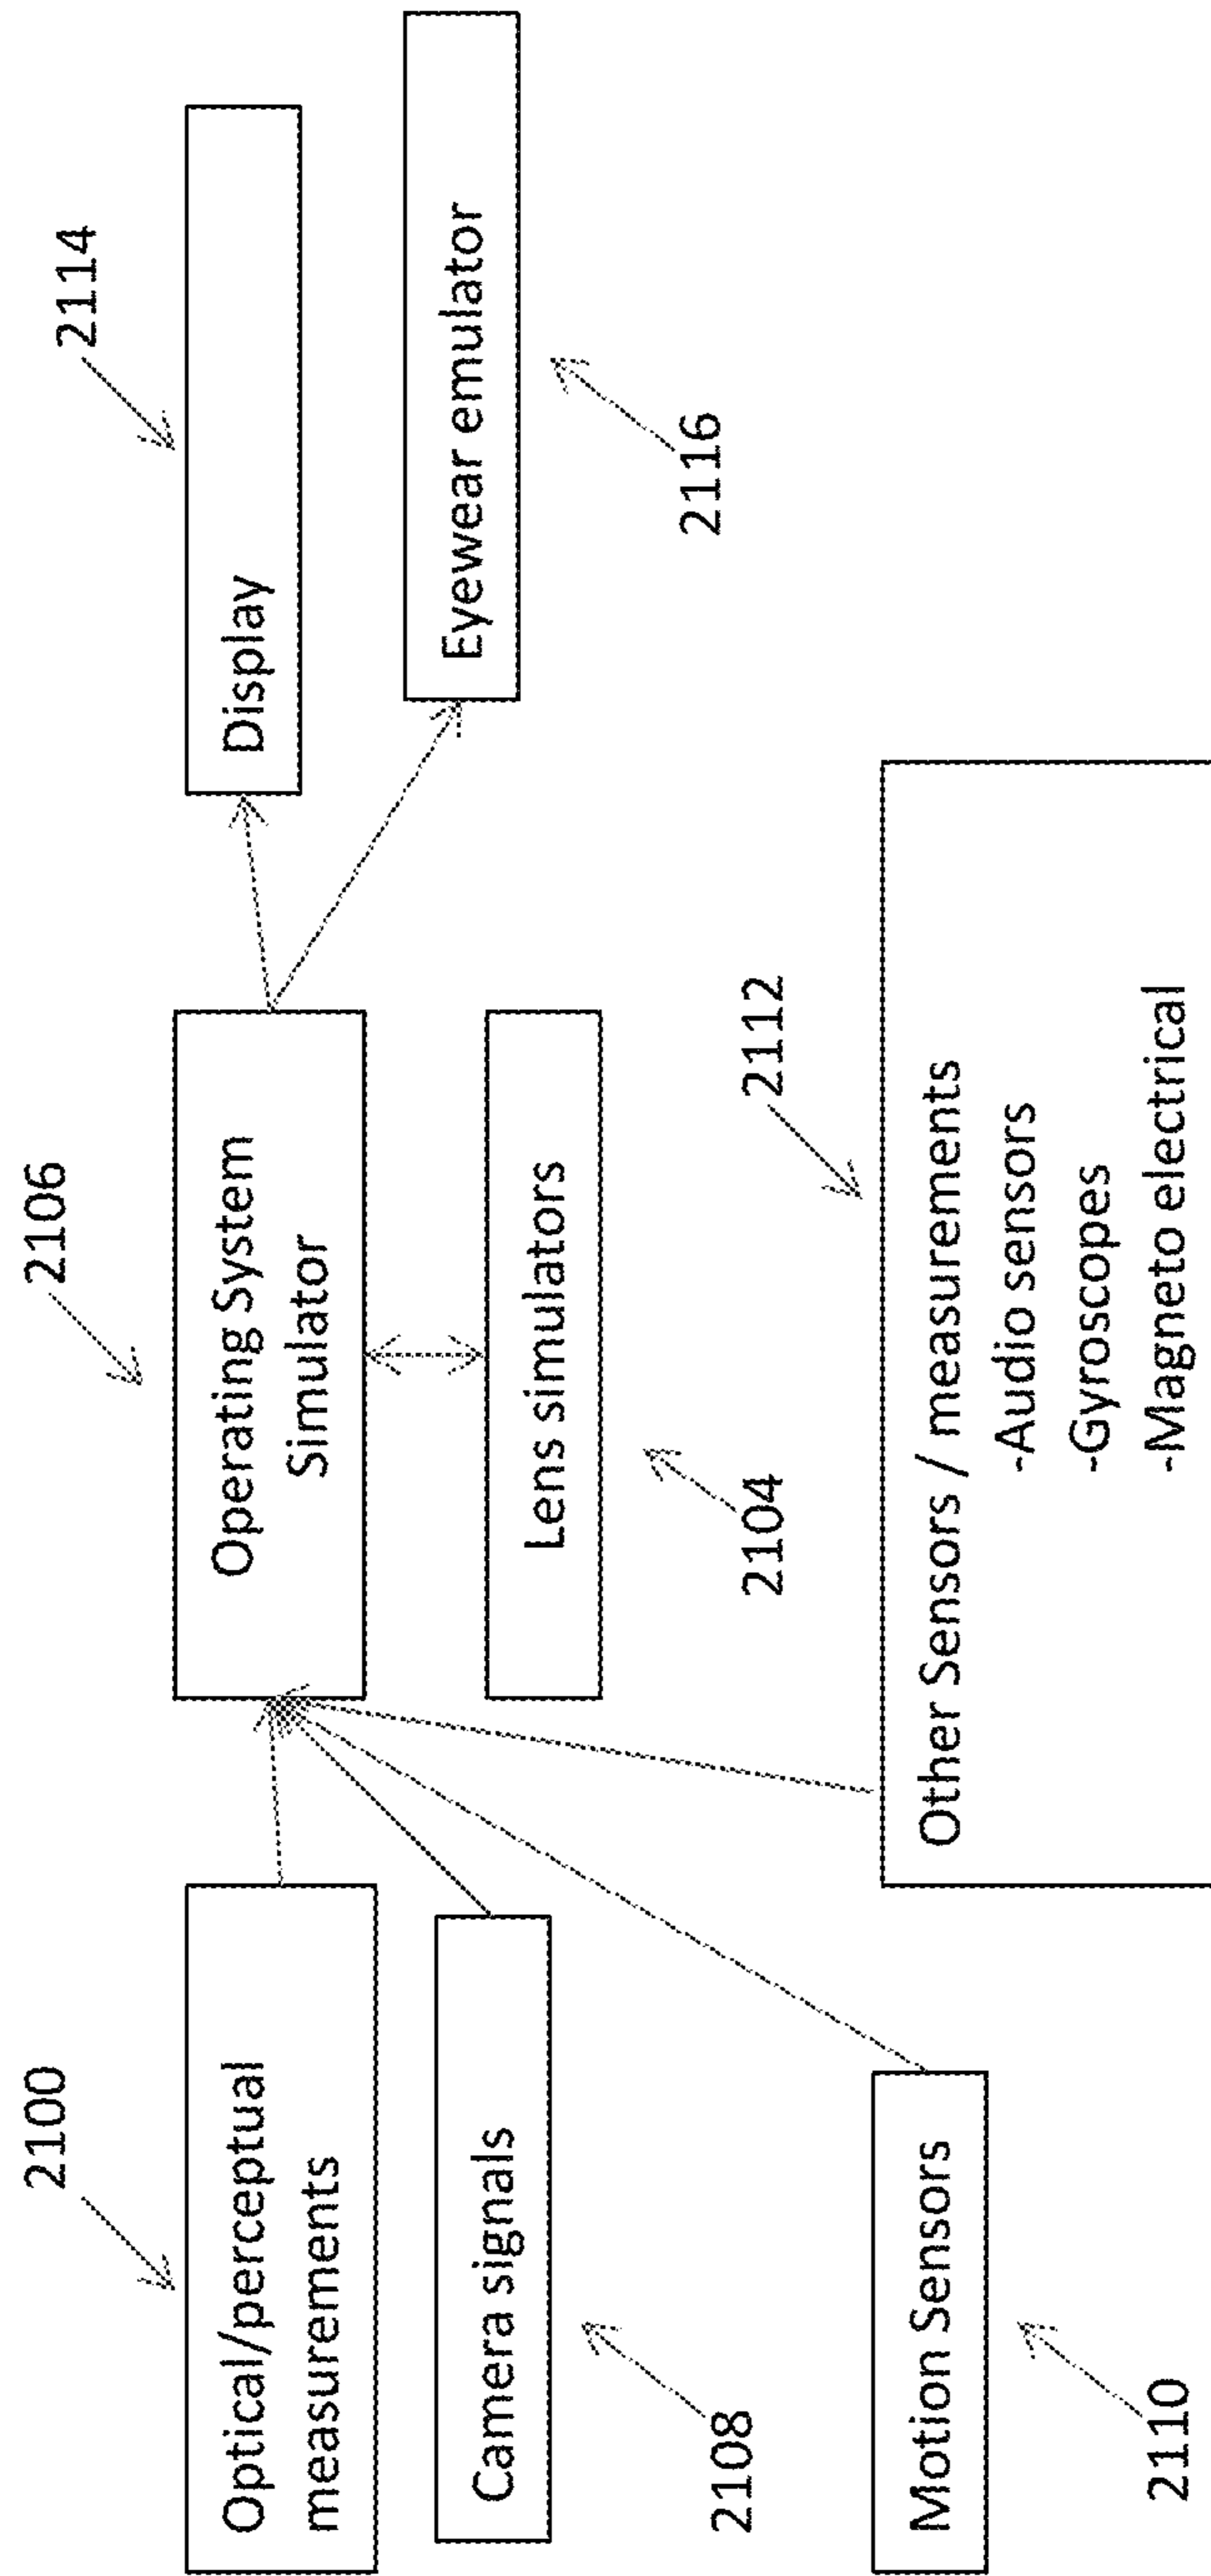 2100
Optical/perceptual
measurements
Camera signals
2108
Motion Sensors
2110
2106
Operating System
Simulator
Lens simulators
2104
2112
Other Sensors / measurements
-Audio sensors
-Gyroscopes
-Magneto electrical
2114
Display
Eyewear emulator
2116